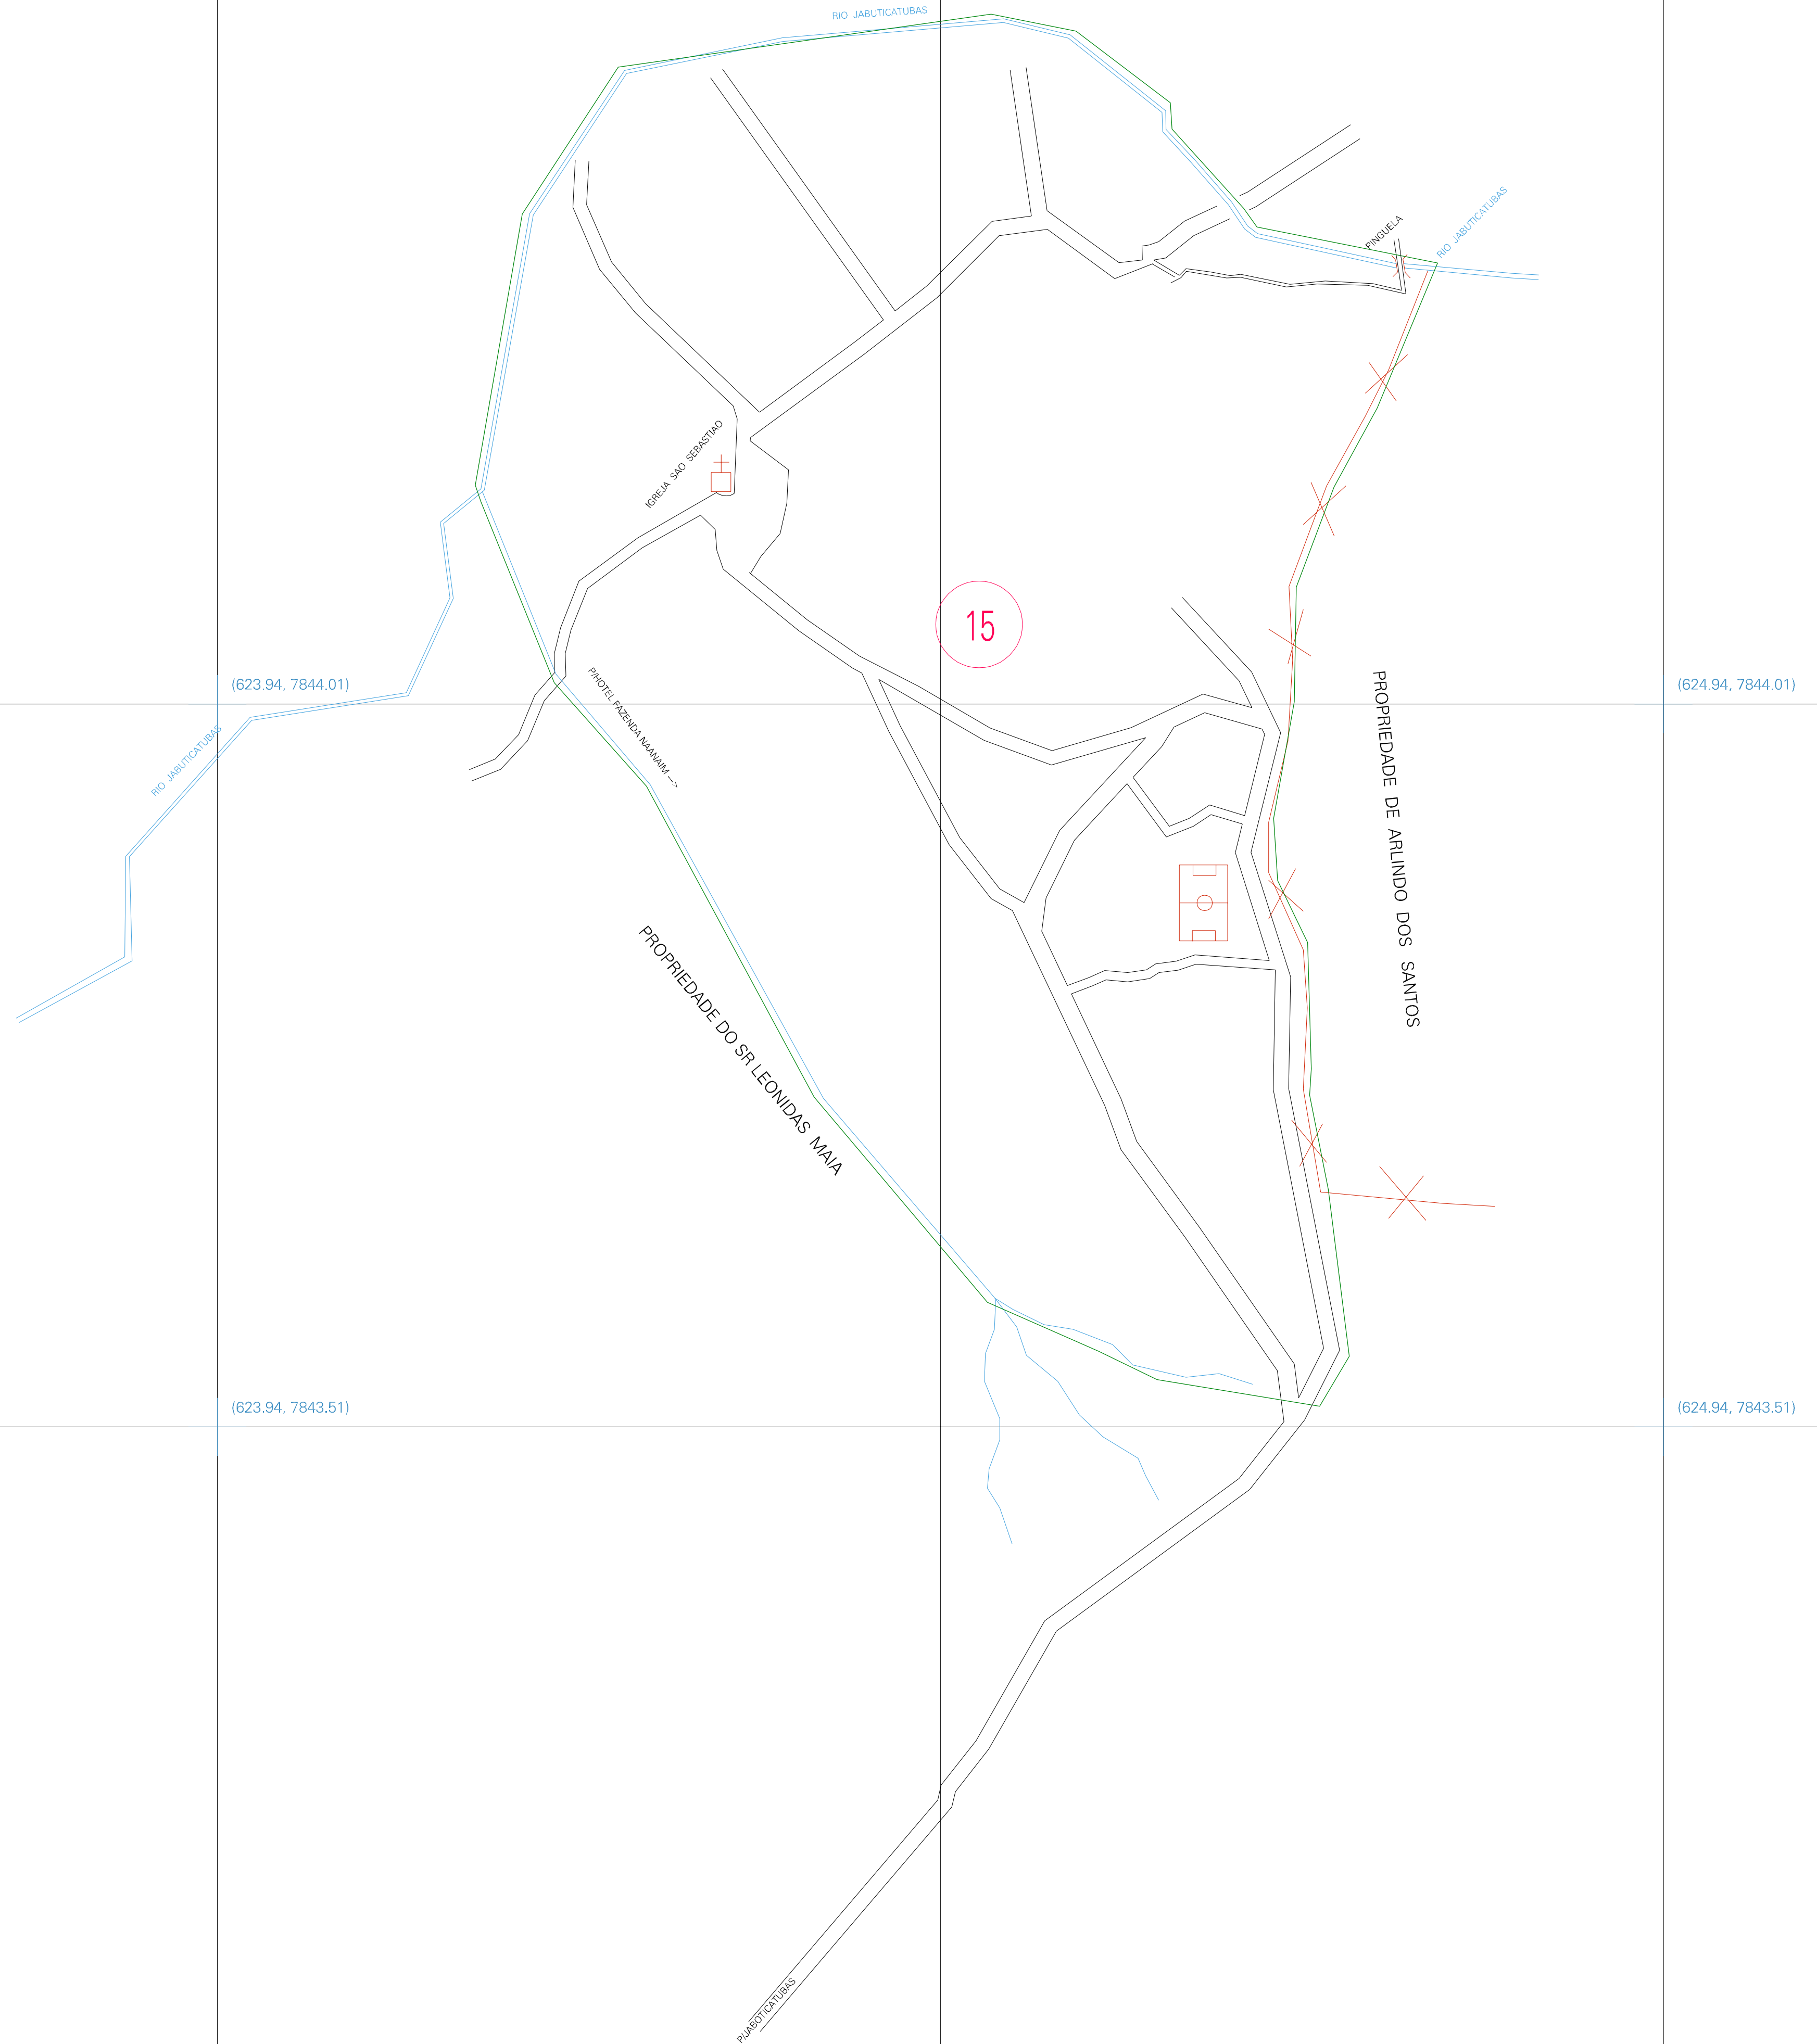 RIO JABUTICATUBAS
PINGUELA
RIO JABUTICATUBAS
IGREJA SAO SEBASTIAO
15
(623.94, 7844.01)
(624.94, 7844.01)
P/HOTEL FAZENDA NAANAIM -->
RIO JABUTICATUBAS
PROPRIEDADE DE ARLINDO DOS SANTOS
PROPRIEDADE DO SR LEONIDAS MAIA
(623.94, 7843.51)
(624.94, 7843.51)
P/JABOTICATUBAS